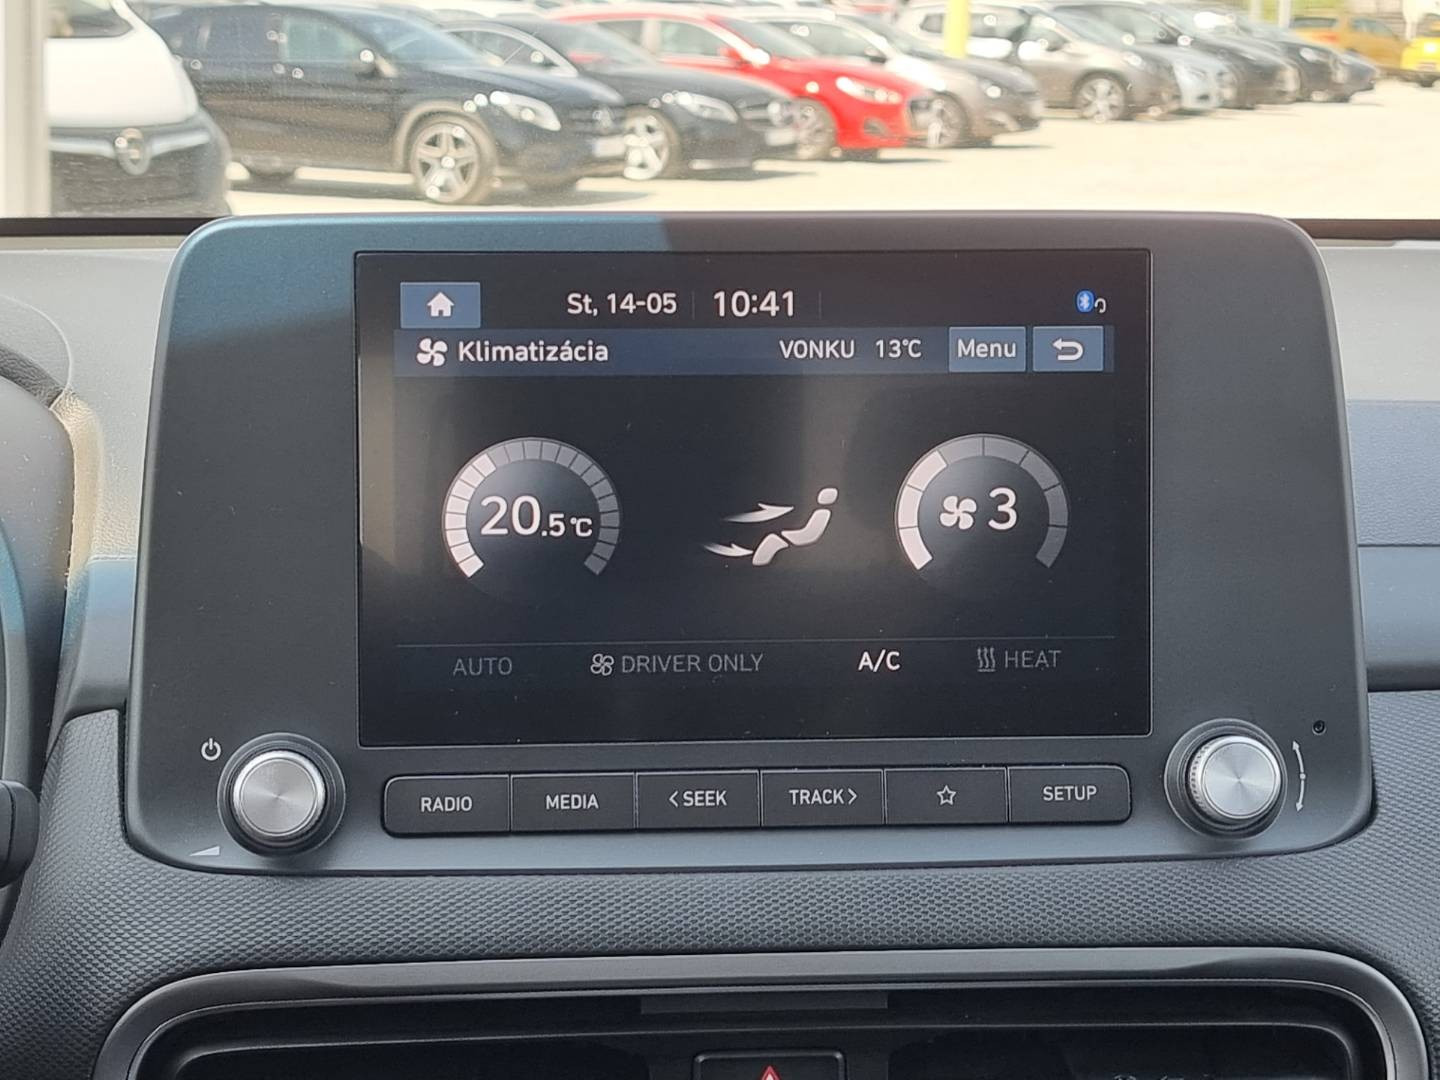 St, 14-05 10:41
Klimatizácia VONKU 13℃ Menu
20.5℃ 3
AUTO DRIVER ONLY A/C HEAT
RADIO MEDIA <SEEK TRACK> SETUP